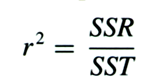 r² = SSR / SST